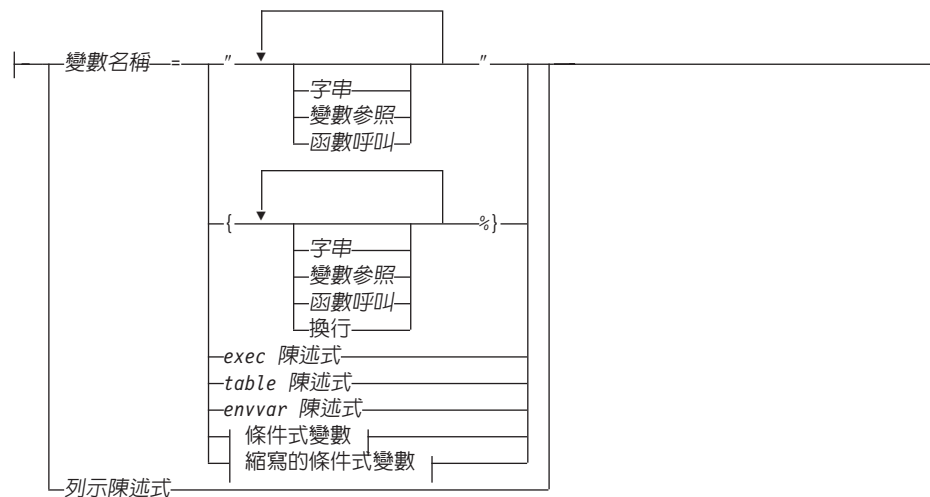 變數名稱 = " "
字串
變數參照
函數呼叫
{ %}
字串
變數參照
函數呼叫
換行
exec 陳述式
table 陳述式
envvar 陳述式
條件式變數
縮寫的條件式變數
列示陳述式